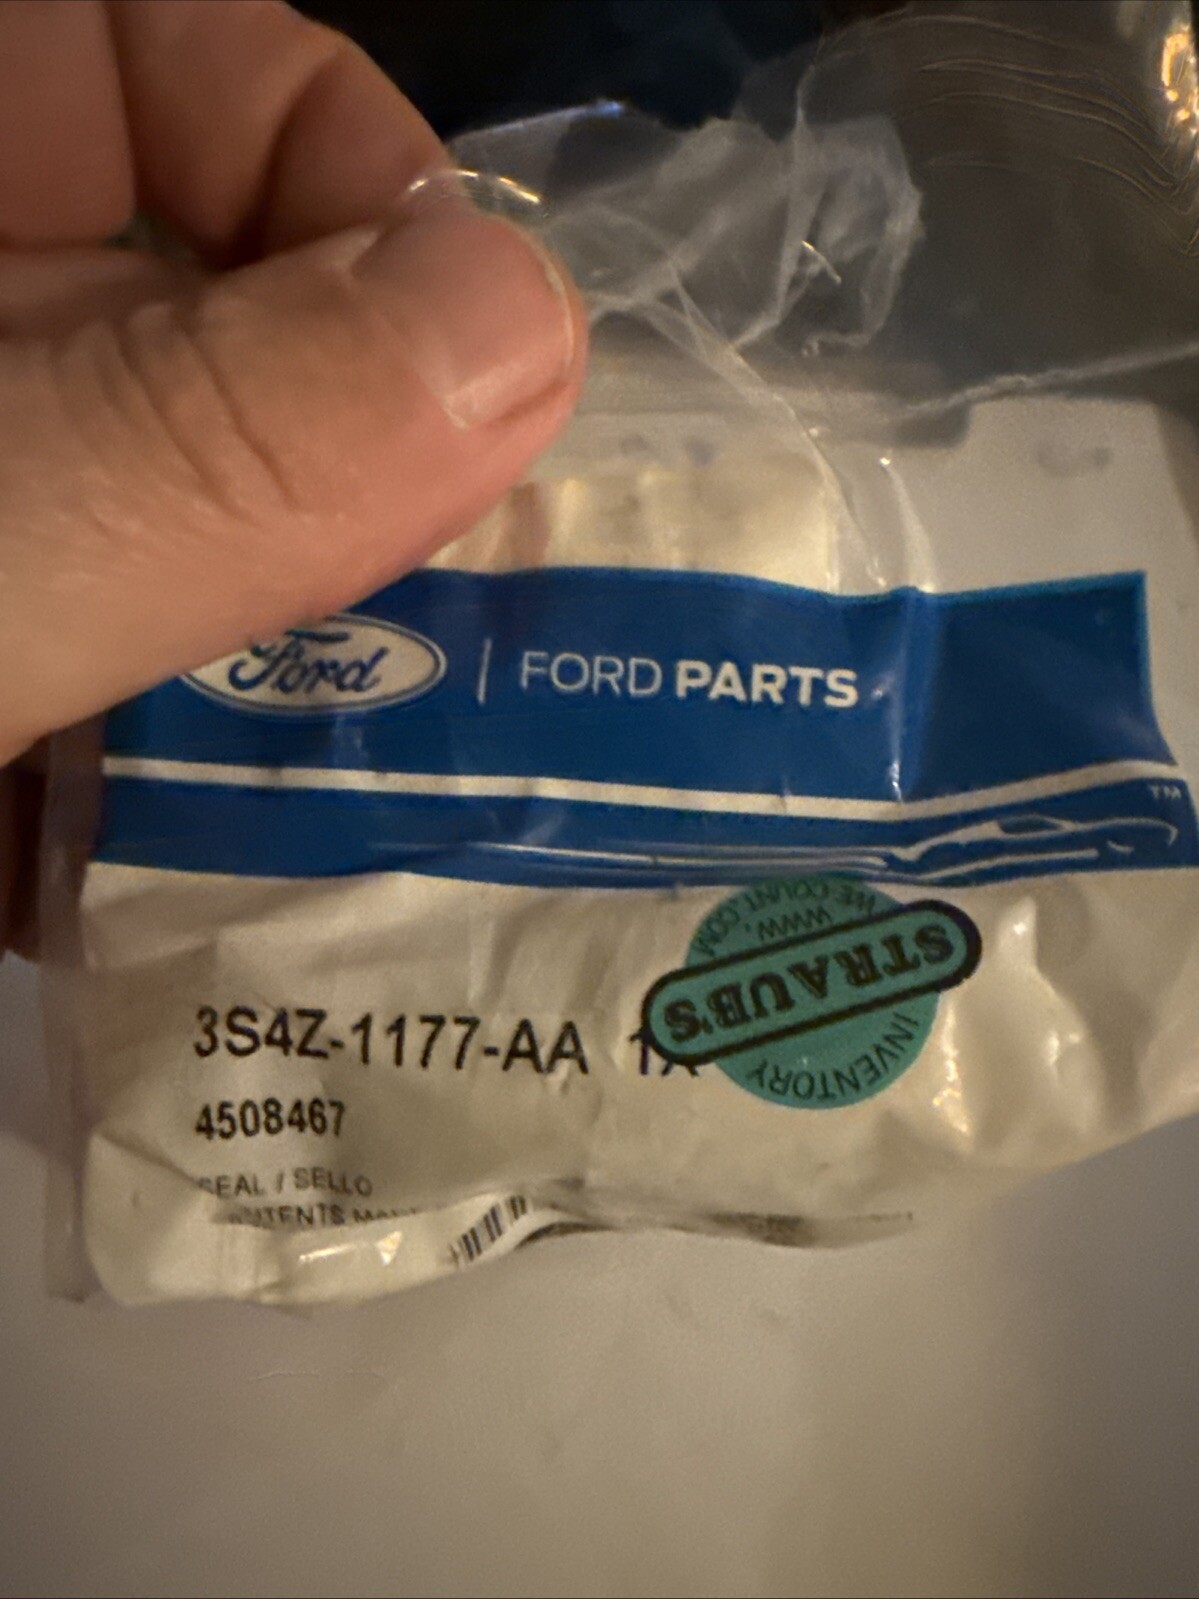 Ford | FORD PARTS
TM
3S4Z-1177-AA
4508467
SEAL / SELLO
STRAUB'S
INVENTORY
WWW.
WE COUNT.COM